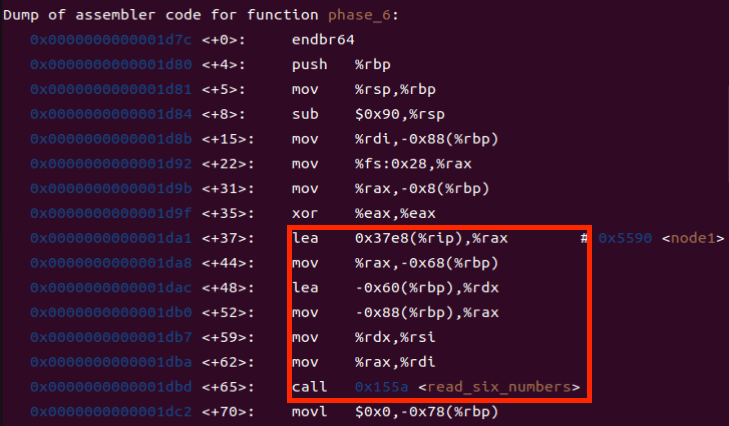 Dump of assembler code for function phase_6:
0x0000000000001d7c <+0>: endbr64
0x0000000000001d80 <+4>: push %rbp
0x0000000000001d81 <+5>: mov %rsp,%rbp
0x0000000000001d84 <+8>: sub $0x90,%rsp
0x0000000000001d8b <+15>: mov %rdi,-0x88(%rbp)
0x0000000000001d92 <+22>: mov %fs:0x28,%rax
0x0000000000001d9b <+31>: mov %rax,-0x8(%rbp)
0x0000000000001d9f <+35>: xor %eax,%eax
0x0000000000001da1 <+37>: lea 0x37e8(%rip),%rax # 0x5590 <node1>
0x0000000000001da8 <+44>: mov %rax,-0x68(%rbp)
0x0000000000001dac <+48>: lea -0x60(%rbp),%rdx
0x0000000000001db0 <+52>: mov -0x88(%rbp),%rax
0x0000000000001db7 <+59>: mov %rdx,%rsi
0x0000000000001dba <+62>: mov %rax,%rdi
0x0000000000001dbd <+65>: call 0x155a <read_six_numbers>
0x0000000000001dc2 <+70>: movl $0x0,-0x78(%rbp)